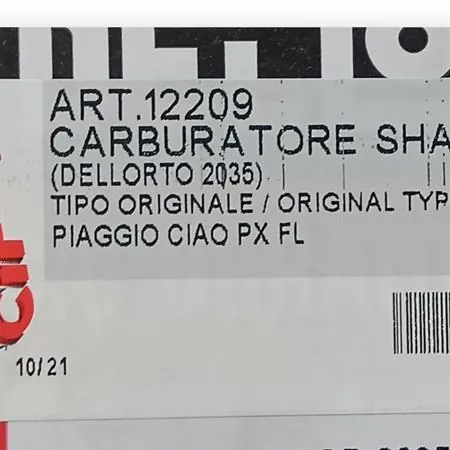 ART.12209
CARBURATORE SHA
(DELLORTO 2035)
TIPO ORIGINALE / ORIGINAL TYP
PIAGGIO CIAO PX FL
10/21